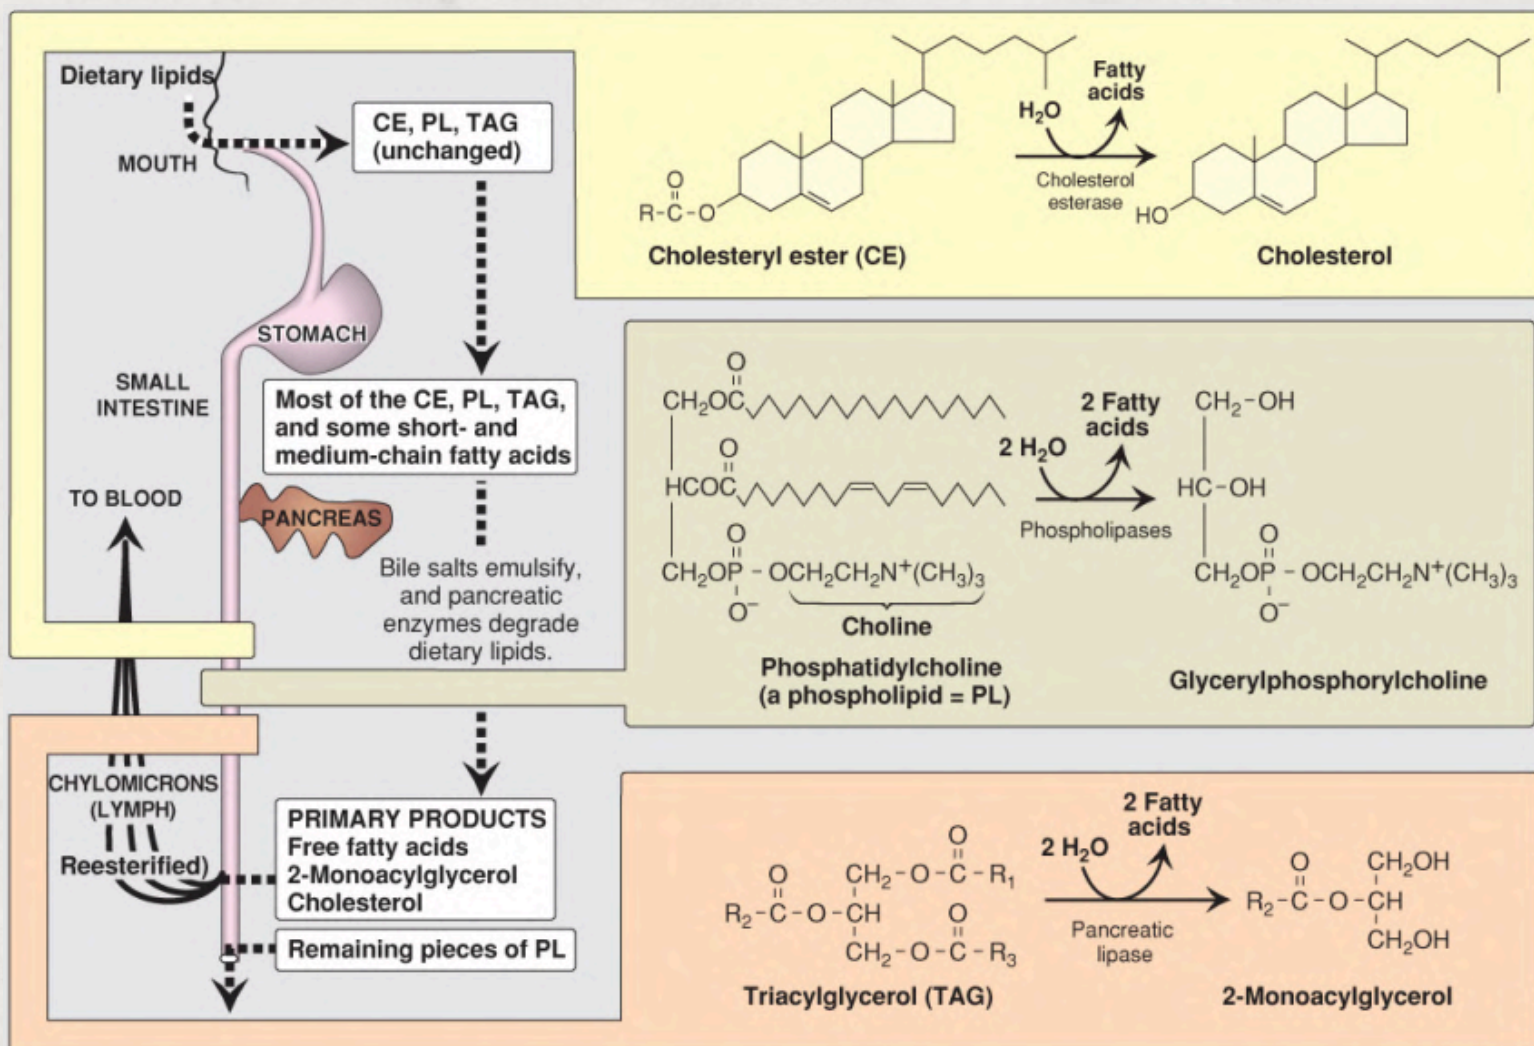 Dietary lipids
MOUTH
CE, PL, TAG
(unchanged)
STOMACH
SMALL
INTESTINE
Most of the CE, PL, TAG,
and some short- and
medium-chain fatty acids
TO BLOOD
PANCREAS
Bile salts emulsify,
and pancreatic
enzymes degrade
dietary lipids.
CHYLOMICRONS
(LYMPH)
Reesterified)
PRIMARY PRODUCTS
Free fatty acids
2-Monoacylglycerol
Cholesterol
Remaining pieces of PL
O
R-C-O
H₂O
Fatty
acids
Cholesterol
esterase
HO
Cholesteryl ester (CE)
Cholesterol
O
CH₂OC
O
HCOC
O
CH₂OP - OCH₂CH₂N⁺(CH₃)₃
O⁻
Choline
Phosphatidylcholine
(a phospholipid = PL)
2 H₂O
2 Fatty
acids
Phospholipases
CH₂-OH
HC-OH
O
CH₂OP - OCH₂CH₂N⁺(CH₃)₃
O⁻
Glycerylphosphorylcholine
O
CH₂-O-C-R₁
O
R₂-C-O-CH
O
CH₂-O-C-R₃
Triacylglycerol (TAG)
2 H₂O
2 Fatty
acids
Pancreatic
lipase
O
CH₂OH
R₂-C-O-CH
CH₂OH
2-Monoacylglycerol